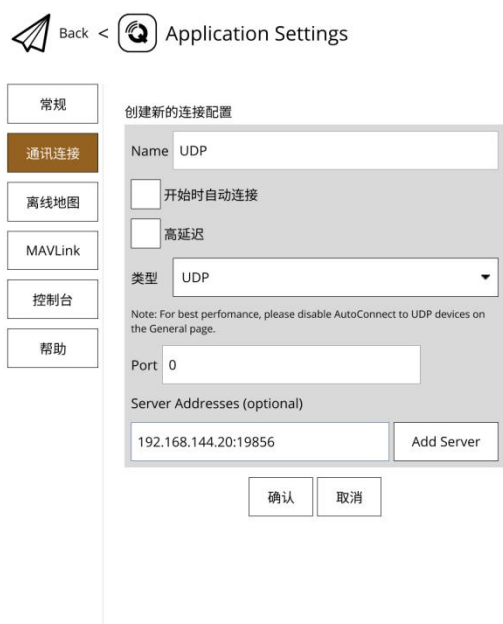 Back < Application Settings
常规
通讯连接
离线地图
MAVLink
控制台
帮助
创建新的连接配置
Name UDP
开始时自动连接
高延迟
类型 UDP
Note: For best perfomance, please disable AutoConnect to UDP devices on
the General page.
Port 0
Server Addresses (optional)
192.168.144.20:19856 Add Server
确认 取消